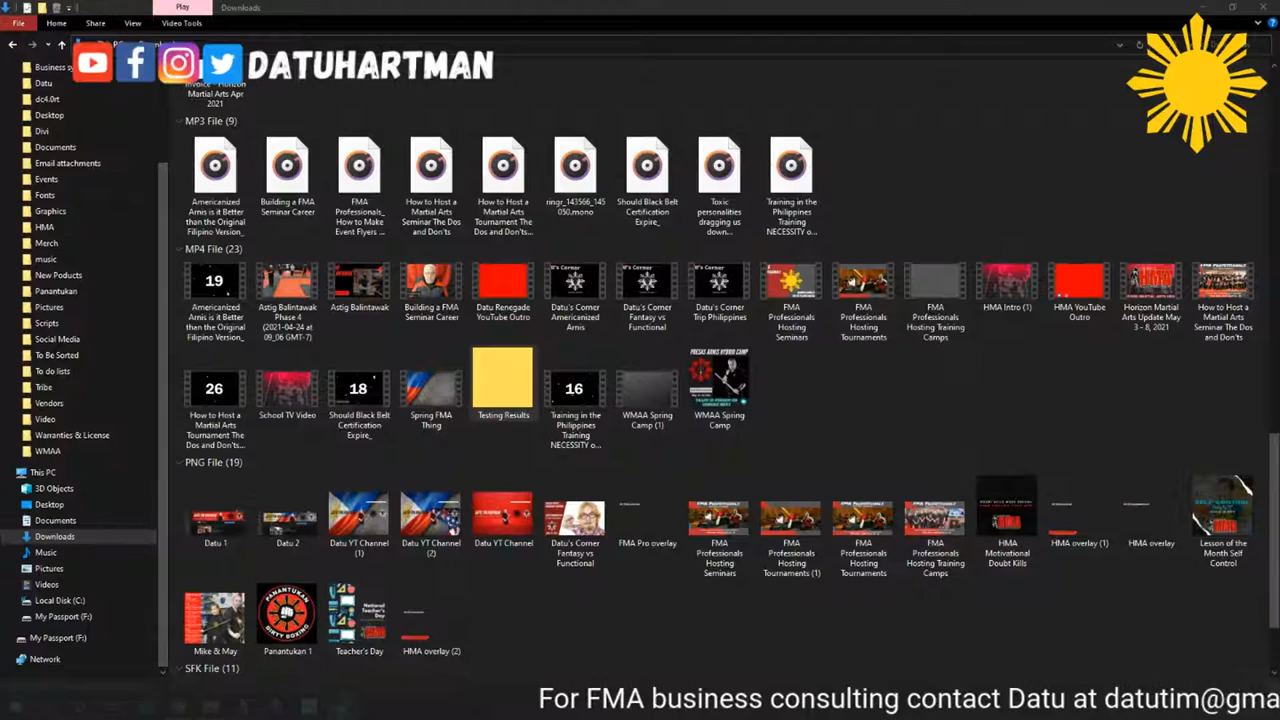 Play
Downloads
File
Home
Share
View
Video Tools
DATUHARTMAN
Business
Datu
dc4.0rt
Desktop
Divi
Documents
Email attachments
Events
Fonts
Graphics
HMA
Merch
music
New Poducts
Panantukan
Pictures
Scripts
Social Media
To Be Sorted
To do lists
Tribe
Vendors
Video
Warranties & License
WMAA
This PC
3D Objects
Desktop
Documents
Downloads
Music
Pictures
Videos
Local Disk (C:)
My Passport (F:)
My Passport (F:)
Network
Invoice - Horizon
Martial Arts Apr
2021
MP3 File (9)
Americanized
Arnis is it Better
than the Original
Filipino Version_
Building a FMA
Seminar Career
FMA
Professionals_
How to Make
Event Flyers ...
How to Host a
Martial Arts
Seminar The Dos
and Don'ts
How to Host a
Martial Arts
Tournament The
Dos and Don'ts...
ringr_143566_145
050.mono
Should Black Belt
Certification
Expire_
Toxic
personalities
dragging us
down...
Training in the
Philippines
Training
NECESSITY o...
MP4 File (23)
19
Americanized
Arnis is it Better
than the Original
Filipino Version_
Astig Balintawak
Phase 4
(2021-04-24 at
09_06 GMT-7)
Astig Balintawak
Building a FMA
Seminar Career
Datu Renegade
YouTube Outro
Datu's Corner
Americanized
Arnis
Datu's Corner
Fantasy vs
Functional
Datu's Corner
Trip Philippines
FMA
Professionals
Hosting
Seminars
FMA
Professionals
Hosting
Tournaments
FMA
Professionals
Hosting Training
Camps
HMA Intro (1)
HMA YouTube
Outro
Horizon Martial
Arts Update May
3 - 8, 2021
How to Host a
Martial Arts
Seminar The Dos
and Don'ts
26
How to Host a
Martial Arts
Tournament The
Dos and Don'ts...
School TV Video
18
Should Black Belt
Certification
Expire_
Spring FMA
Thing
Testing Results
16
Training in the
Philippines
Training
NECESSITY o...
WMAA Spring
Camp (1)
PRESAS ARNIS HYBRID CAMP
WMAA Spring
Camp
PNG File (19)
Datu 1
Datu 2
Datu YT Channel
(1)
Datu YT Channel
(2)
Datu YT Channel
Datu's Corner
Fantasy vs
Functional
FMA Pro overlay
FMA
Professionals
Hosting
Seminars
FMA
Professionals
Hosting
Tournaments (1)
FMA
Professionals
Hosting
Tournaments
FMA
Professionals
Hosting Training
Camps
HMA
Motivational
Doubt Kills
HMA overlay (1)
HMA overlay
Lesson of the
Month Self
Control
Mike & May
PANANTUKAN
DIRTY BOXING
Panantukan 1
National
Teacher's
Day
Teacher's Day
HMA overlay (2)
SFK File (11)
For FMA business consulting contact Datu at datutim@gma